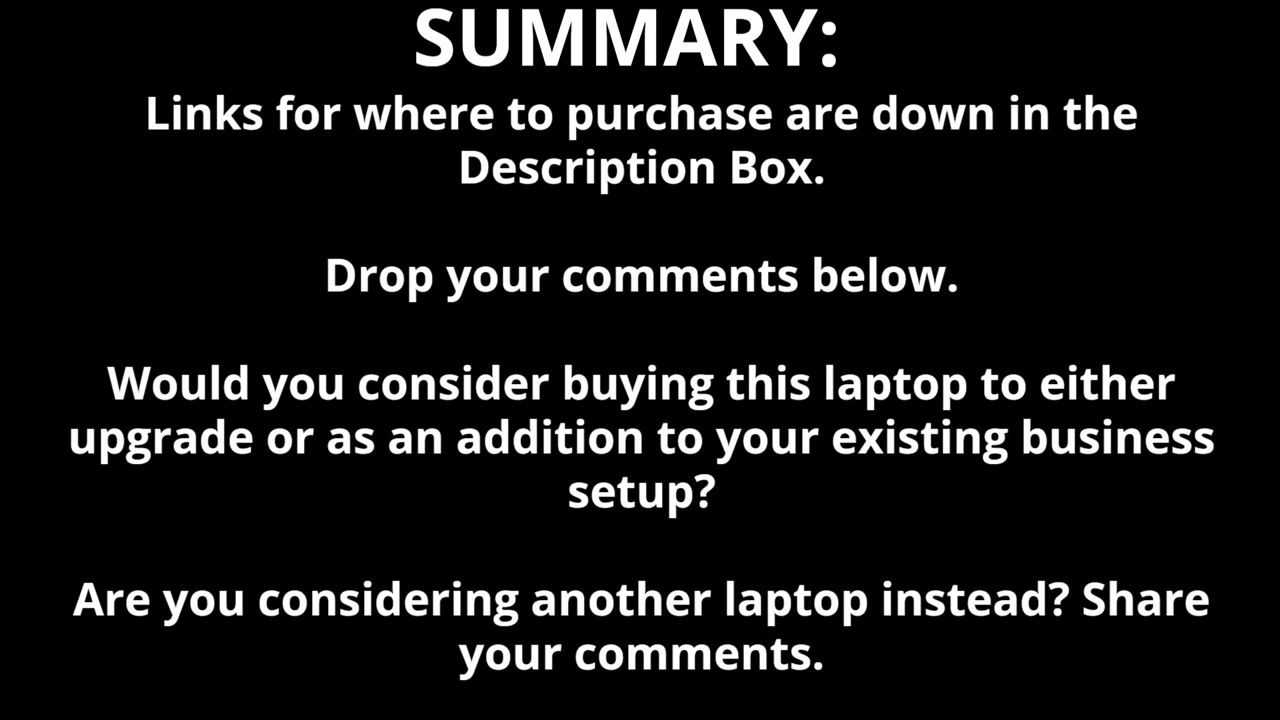 SUMMARY:
Links for where to purchase are down in the
Description Box.
Drop your comments below.
Would you consider buying this laptop to either
upgrade or as an addition to your existing business
setup?
Are you considering another laptop instead? Share
your comments.